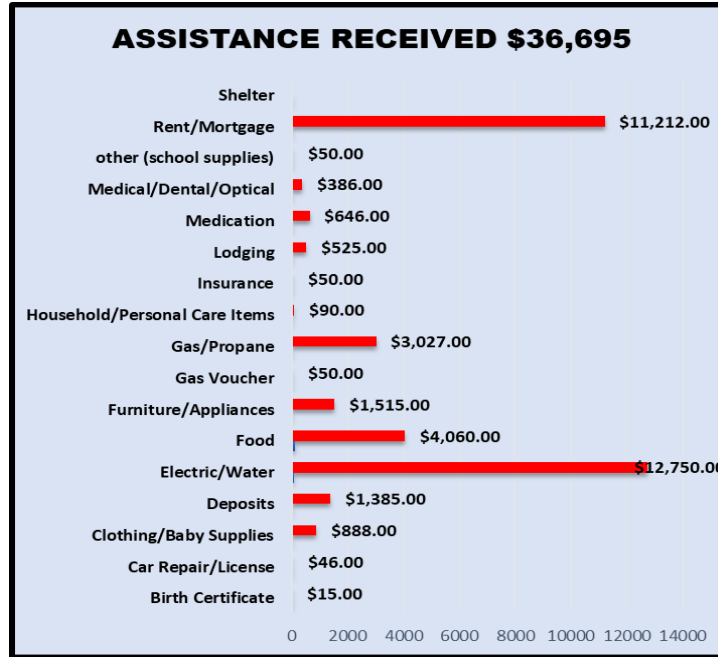 ASSISTANCE RECEIVED $36,695
Shelter
Rent/Mortgage $11,212.00
other (school supplies) $50.00
Medical/Dental/Optical $386.00
Medication $646.00
Lodging $525.00
Insurance $50.00
Household/Personal Care Items $90.00
Gas/Propane $3,027.00
Gas Voucher $50.00
Furniture/Appliances $1,515.00
Food $4,060.00
Electric/Water $12,750.00
Deposits $1,385.00
Clothing/Baby Supplies $888.00
Car Repair/License $46.00
Birth Certificate $15.00
0 2000 4000 6000 8000 10000 12000 14000